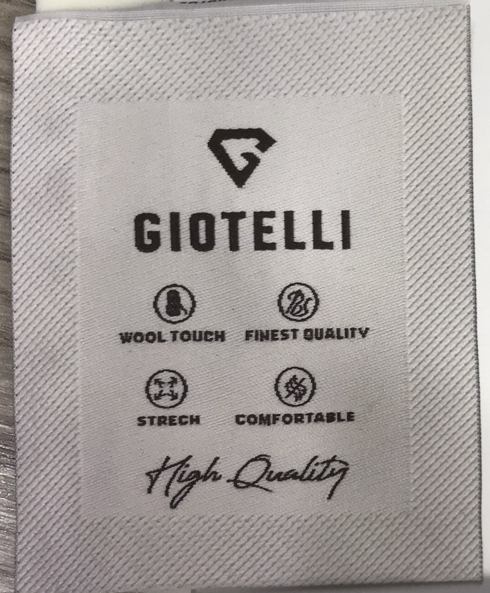 GIOTELLI
WOOL TOUCH FINEST QUALITY
STRECH COMFORTABLE
High Quality